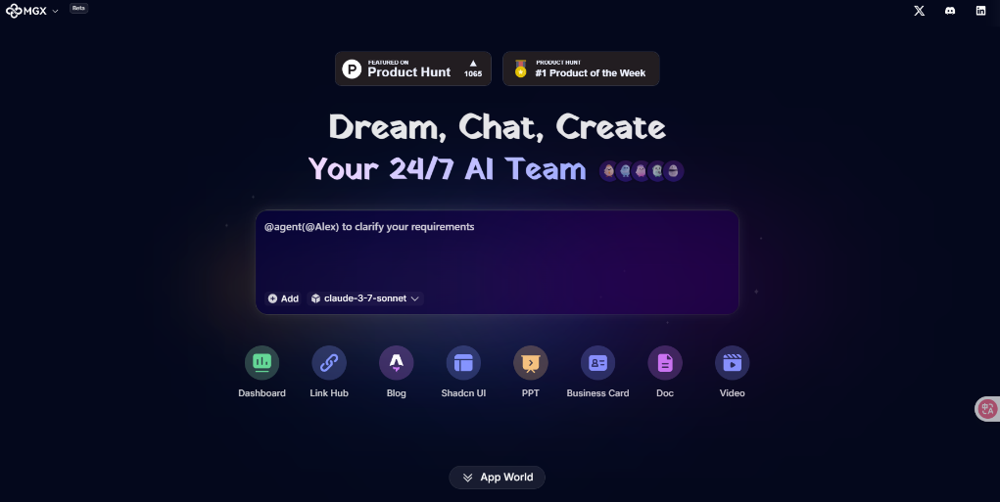 MGX
Beta
FEATURED ON
Product Hunt
1065
PRODUCT HUNT
#1 Product of the Week
Dream, Chat, Create
Your 24/7 AI Team
@agent(@Alex) to clarify your requirements
Add
claude-3-7-sonnet
Dashboard
Link Hub
Blog
Shadcn UI
PPT
Business Card
Doc
Video
App World